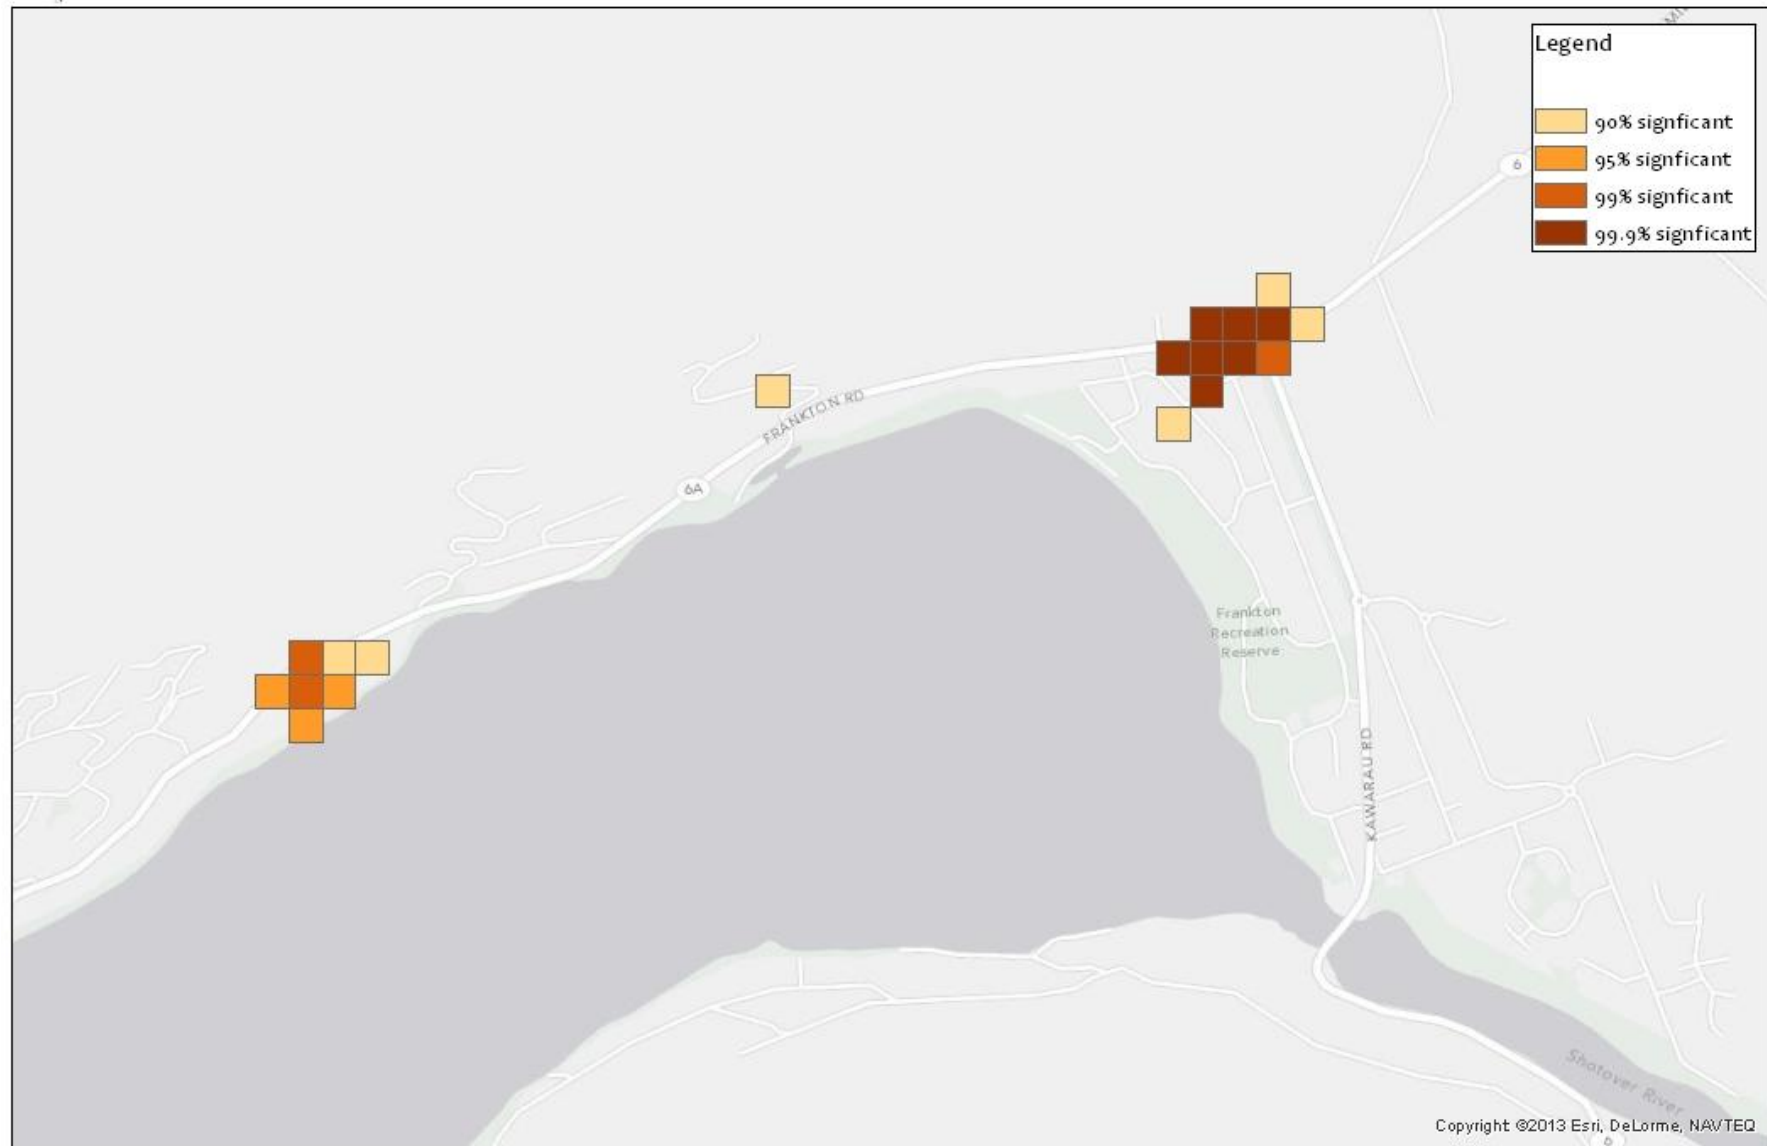 Legend
90% signficant
95% signficant
99% signficant
99.9% signficant
6
FRANKTON RD
6A
Frankton
Recreation
Reserve
KAWARAU RD
Shotover River
6
Copyright ©2013 Esri, DeLorme, NAVTEQ